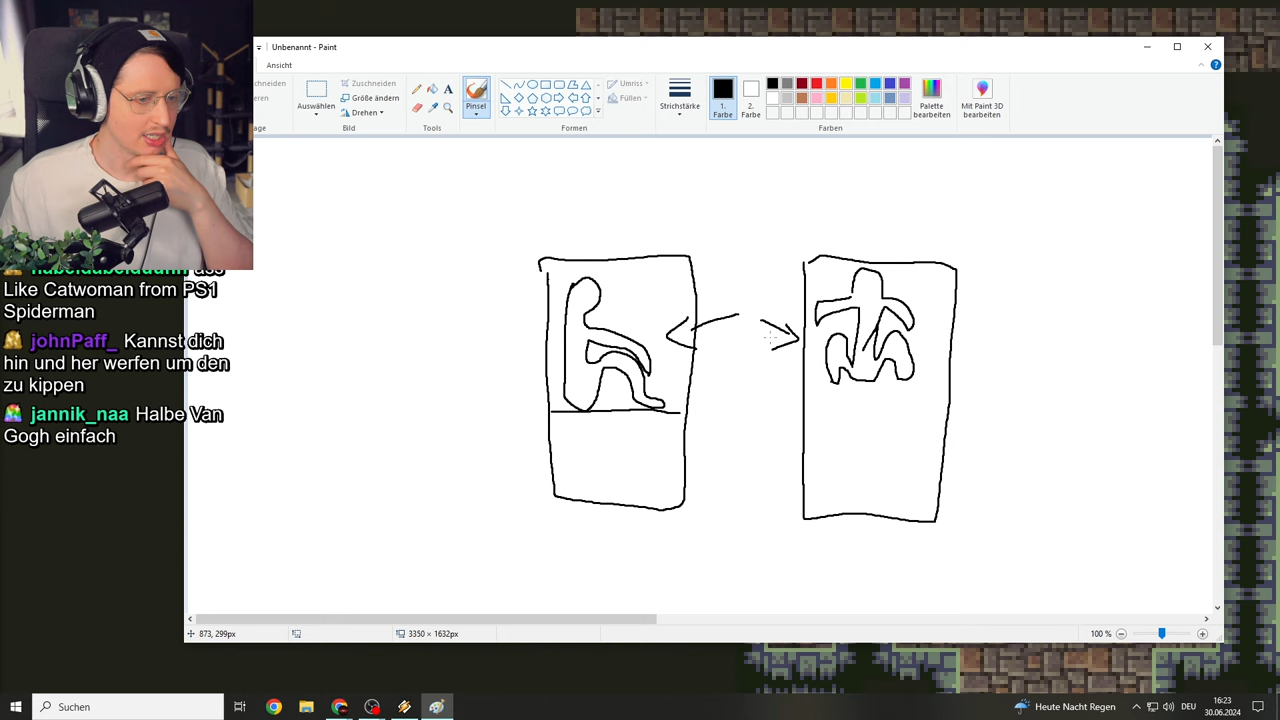 Unbenannt - Paint
Ansicht
Zuschneiden
Größe ändern
Drehen
Auswählen
Bild
Tools
Pinsel
Formen
Umriss
Füllen
Strichstärke
1.
Farbe
2.
Farbe
Palette
bearbeiten
Farben
Mit Paint 3D
bearbeiten
Like Catwoman from PS1
Spiderman
johnPaff_ Kannst dich
hin und her werfen um den
zu kippen
jannik_naa Halbe Van
Gogh einfach
873, 299px
3350 × 1632px
100 %
Suchen
Heute Nacht Regen
DEU
16:23
30.06.2024